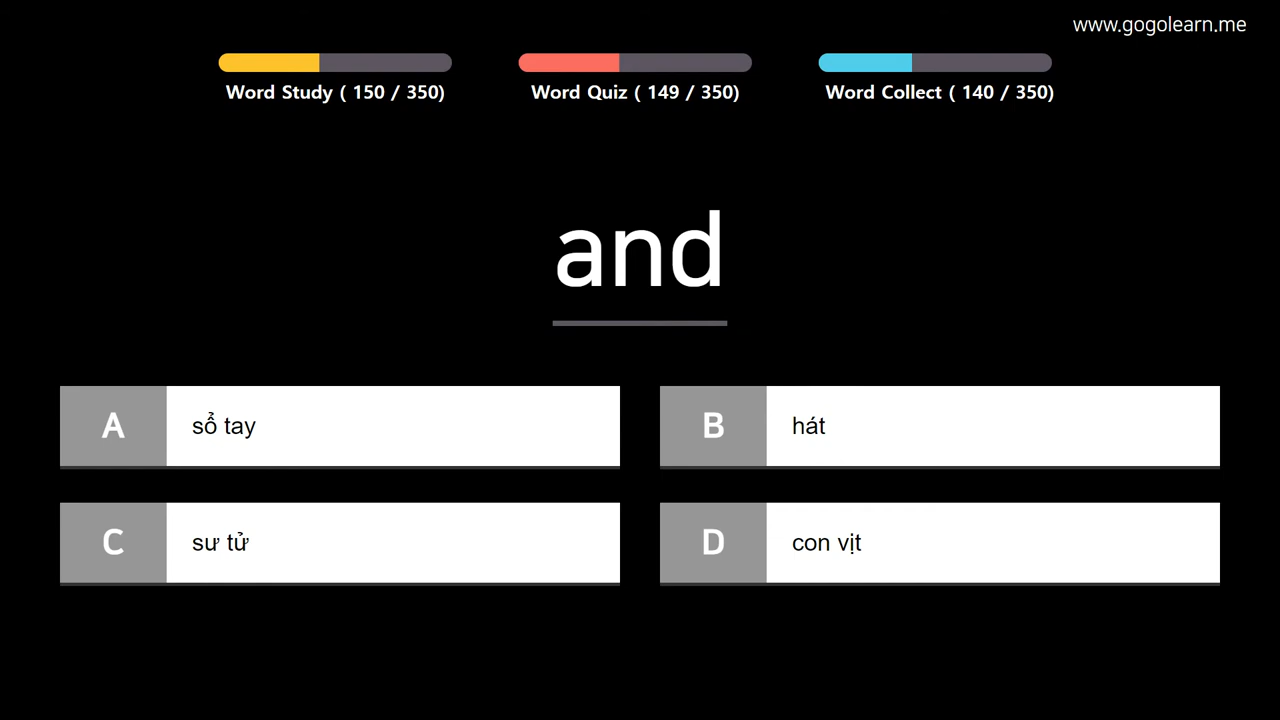 www.gogolearn.me
Word Study ( 150 / 350)
Word Quiz ( 149 / 350)
Word Collect ( 140 / 350)
and
A
sổ tay
B
hát
C
sư tử
D
con vịt